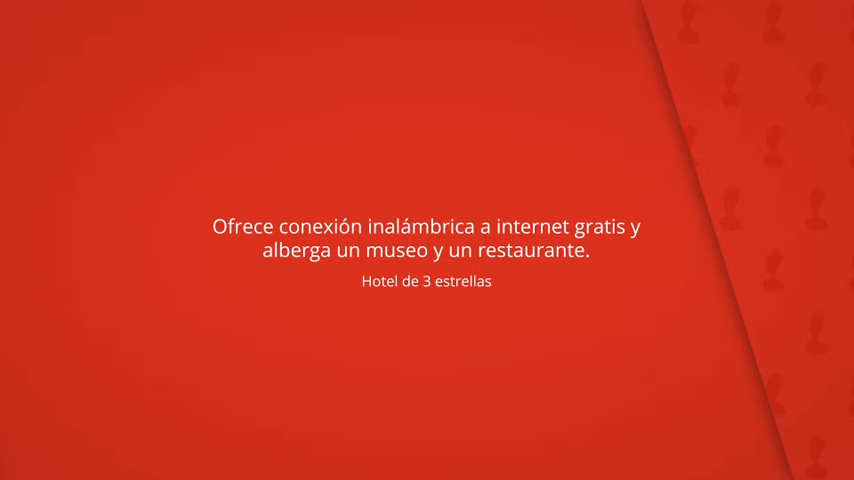 Ofrece conexión inalámbrica a internet gratis y
alberga un museo y un restaurante.
Hotel de 3 estrellas